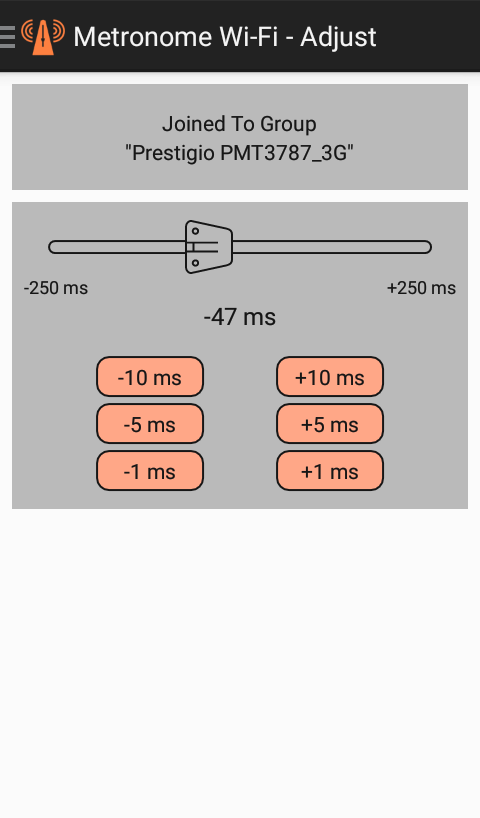 Metronome Wi-Fi - Adjust
Joined To Group
"Prestigio PMT3787_3G"
-250 ms +250 ms
-47 ms
-10 ms +10 ms
-5 ms +5 ms
-1 ms +1 ms